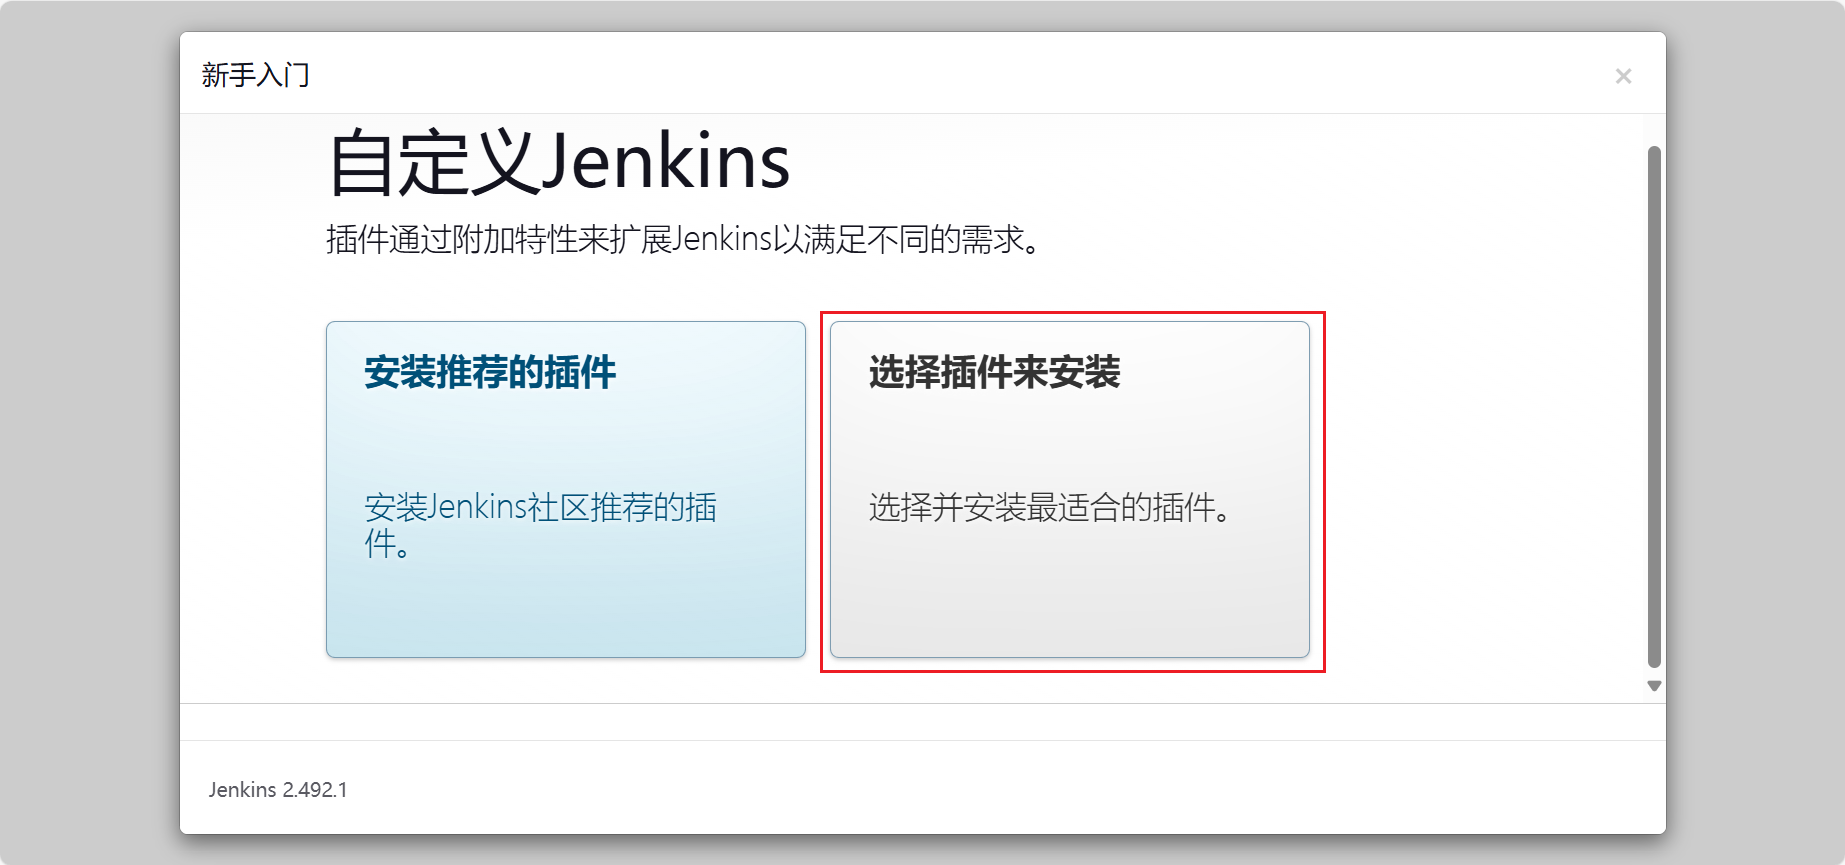 新手入门
×
自定义Jenkins
插件通过附加特性来扩展Jenkins以满足不同的需求。
安装推荐的插件
安装Jenkins社区推荐的插
件。
选择插件来安装
选择并安装最适合的插件。
Jenkins 2.492.1